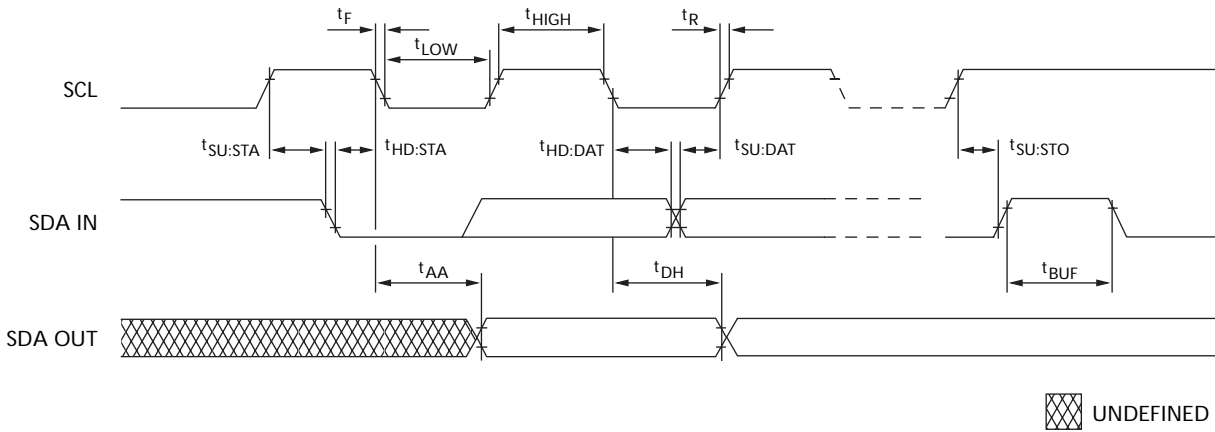 tF
tHIGH
tR
tLOW
SCL
tSU:STA
tHD:STA
tHD:DAT
tSU:DAT
tSU:STO
SDA IN
tAA
tDH
tBUF
SDA OUT
UNDEFINED